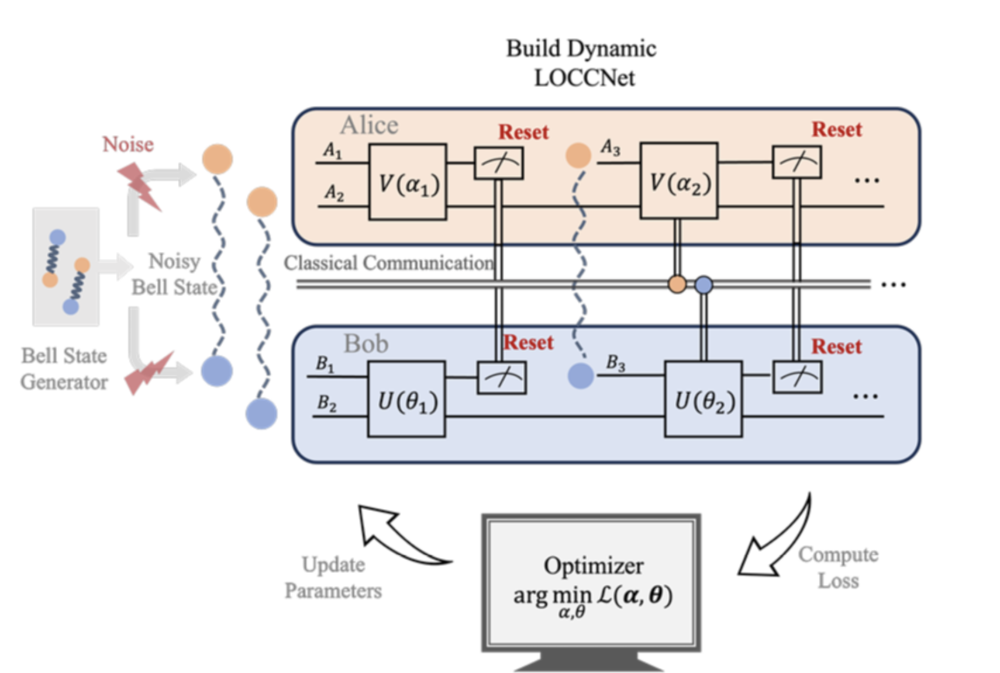 Build Dynamic
LOCCNet
Noise
Noisy
Bell State
Bell State
Generator
Alice
Reset
Reset
A₁
A₂
V(α₁)
A₃
V(α₂)
...
Classical Communication
...
Bob
Reset
Reset
B₁
B₂
U(θ₁)
B₃
U(θ₂)
...
Update
Parameters
Optimizer
arg min ℒ(α, θ)
α,θ
Compute
Loss